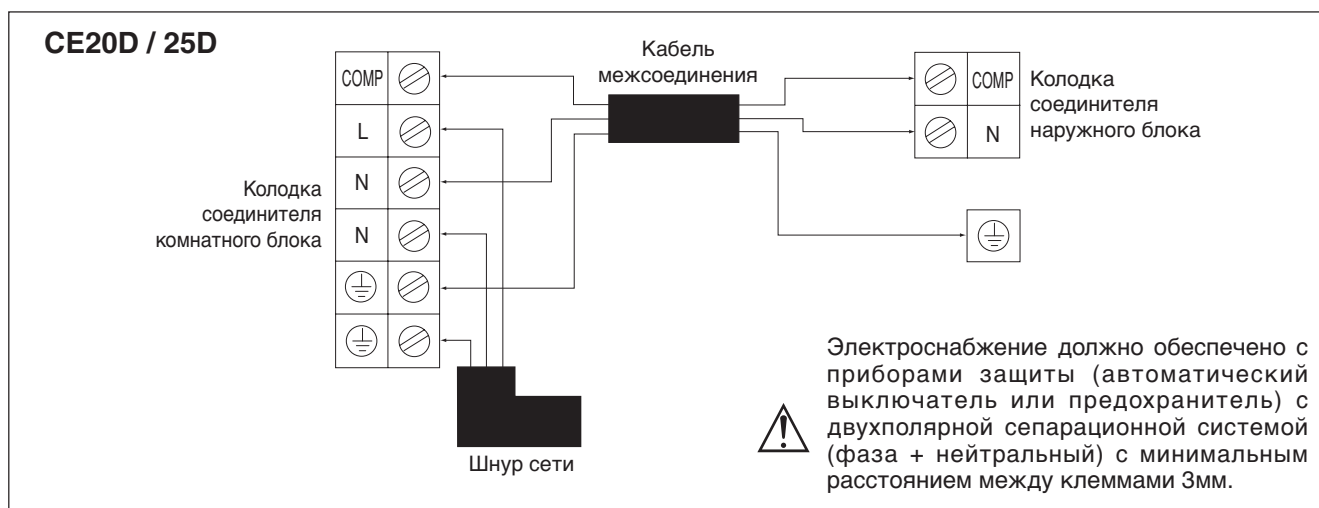 CE20D / 25D
COMP
L
N
N
Колодка
соединителя
комнатного блока
Кабель
межсоединения
COMP
N
Колодка
соединителя
наружного блока
Шнур сети
Электроснабжение должно обеспечено с
приборами защиты (автоматический
выключатель или предохранитель) с
двухполярной сепарационной системой
(фаза + нейтральный) с минимальным
расстоянием между клеммами 3мм.